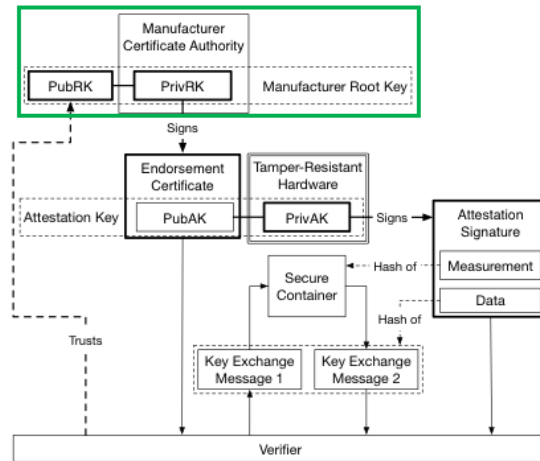 Manufacturer
Certificate Authority
PubRK
PrivRK
Manufacturer Root Key
Signs
Endorsement
Certificate
Tamper-Resistant
Hardware
Attestation Key
PubAK
PrivAK
Signs
Attestation
Signature
Measurement
Data
Hash of
Secure
Container
Hash of
Trusts
Key Exchange
Message 1
Key Exchange
Message 2
Verifier